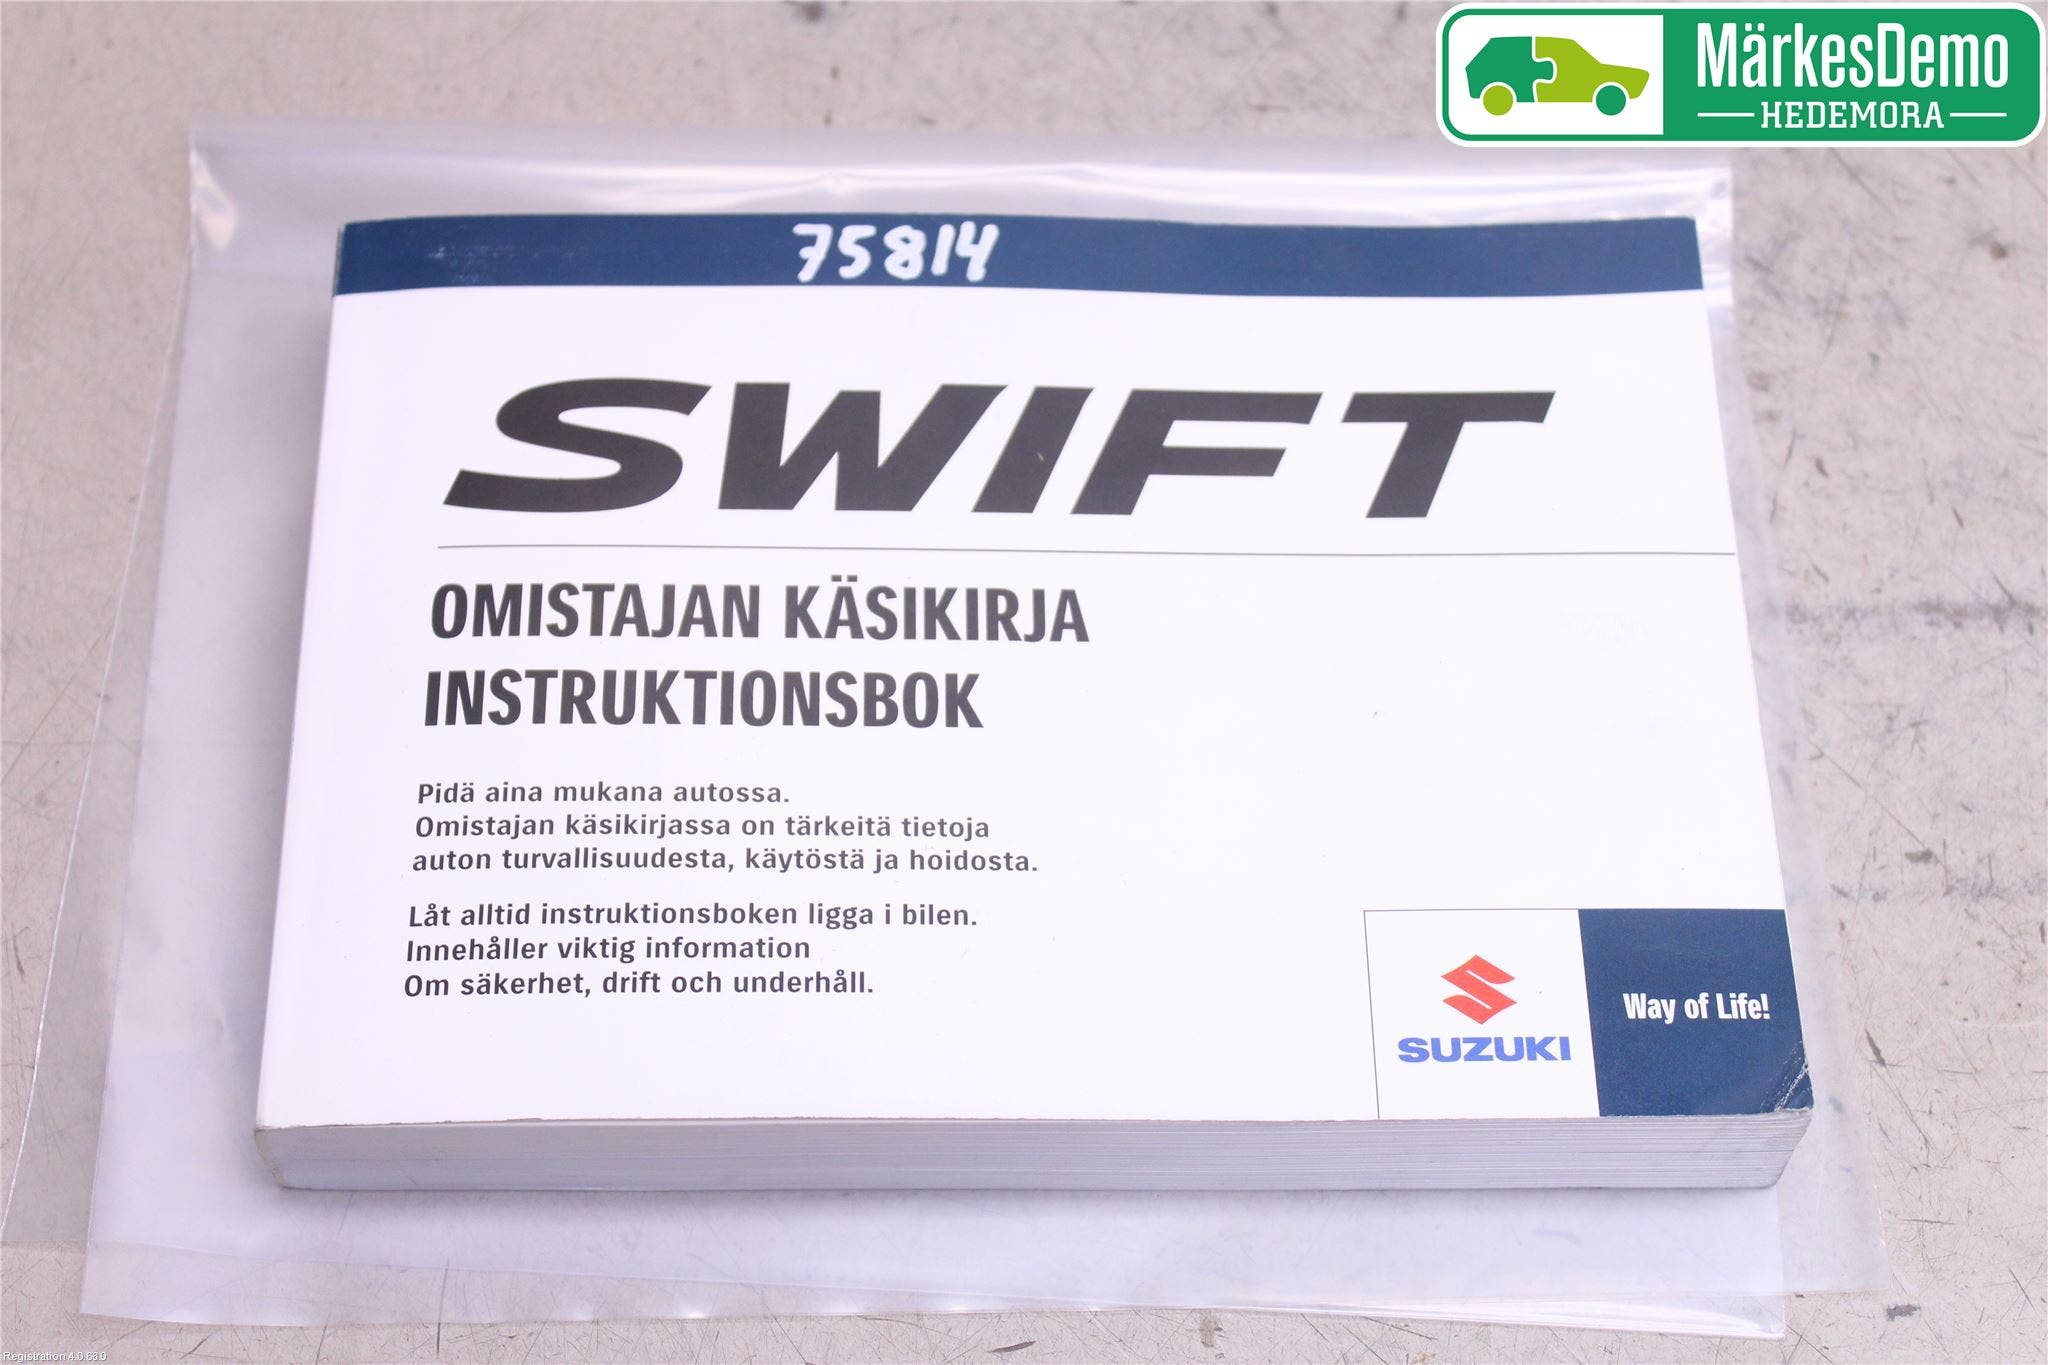 MärkesDemo
HEDEMORA
75814
SWIFT
OMISTAJAN KÄSIKIRJA
INSTRUKTIONSBOK
Pidä aina mukana autossa.
Omistajan käsikirjassa on tärkeitä tietoja
auton turvallisuudesta, käytöstä ja hoidosta.
Låt alltid instruktionsboken ligga i bilen.
Innehåller viktig information
Om säkerhet, drift och underhåll.
SUZUKI
Way of Life!
Registration 4.0.68.0